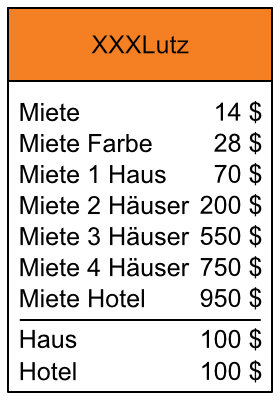 XXXLutz
Miete 14 $
Miete Farbe 28 $
Miete 1 Haus 70 $
Miete 2 Häuser 200 $
Miete 3 Häuser 550 $
Miete 4 Häuser 750 $
Miete Hotel 950 $
Haus 100 $
Hotel 100 $